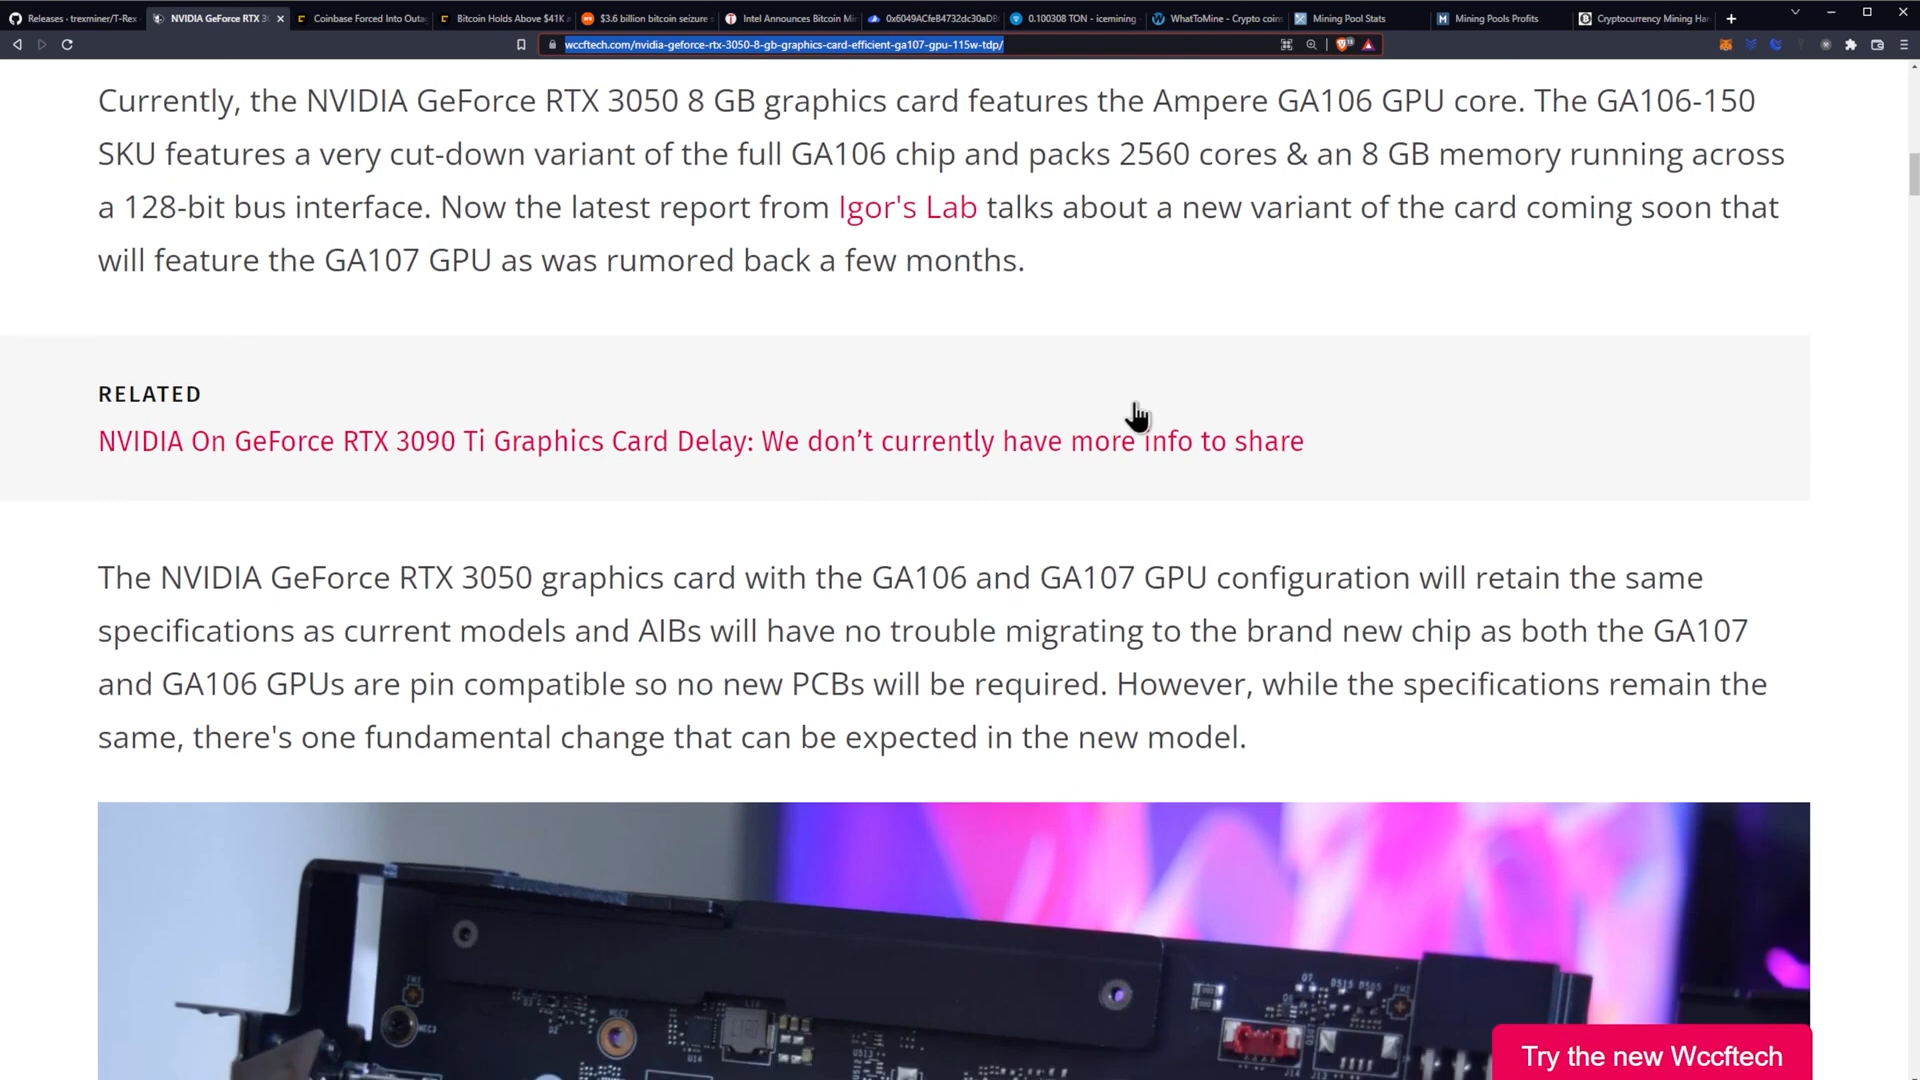 Releases - trexminer/T-Rex
NVIDIA GeForce RTX 3
Coinbase Forced Into Outa
Bitcoin Holds Above $41K a
$3.6 billion bitcoin seizure s
Intel Announces Bitcoin Mi
0x6049ACfeB4732dc30aDB
0.100308 TON - icemining
WhatToMine - Crypto coin
Mining Pool Stats
Mining Pools Profits
Cryptocurrency Mining Har
wccftech.com/nvidia-geforce-rtx-3050-8-gb-graphics-card-efficient-ga107-gpu-115w-tdp/
Currently, the NVIDIA GeForce RTX 3050 8 GB graphics card features the Ampere GA106 GPU core. The GA106-150
SKU features a very cut-down variant of the full GA106 chip and packs 2560 cores & an 8 GB memory running across
a 128-bit bus interface. Now the latest report from Igor's Lab talks about a new variant of the card coming soon that
will feature the GA107 GPU as was rumored back a few months.
RELATED
NVIDIA On GeForce RTX 3090 Ti Graphics Card Delay: We don’t currently have more info to share
The NVIDIA GeForce RTX 3050 graphics card with the GA106 and GA107 GPU configuration will retain the same
specifications as current models and AIBs will have no trouble migrating to the brand new chip as both the GA107
and GA106 GPUs are pin compatible so no new PCBs will be required. However, while the specifications remain the
same, there's one fundamental change that can be expected in the new model.
Try the new Wccftech